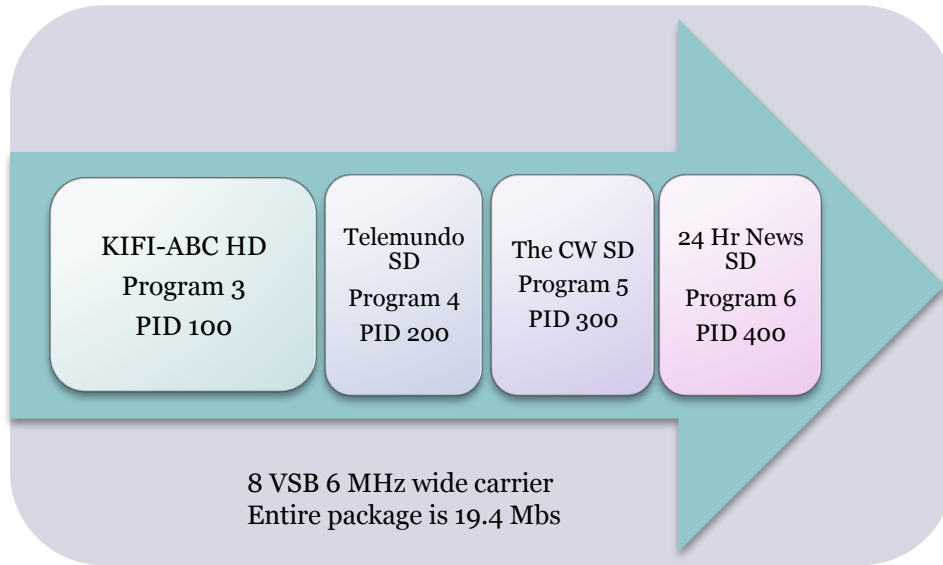 KIFI-ABC HD
Program 3
PID 100
Telemundo
SD
Program 4
PID 200
The CW SD
Program 5
PID 300
24 Hr News
SD
Program 6
PID 400
8 VSB 6 MHz wide carrier
Entire package is 19.4 Mbs